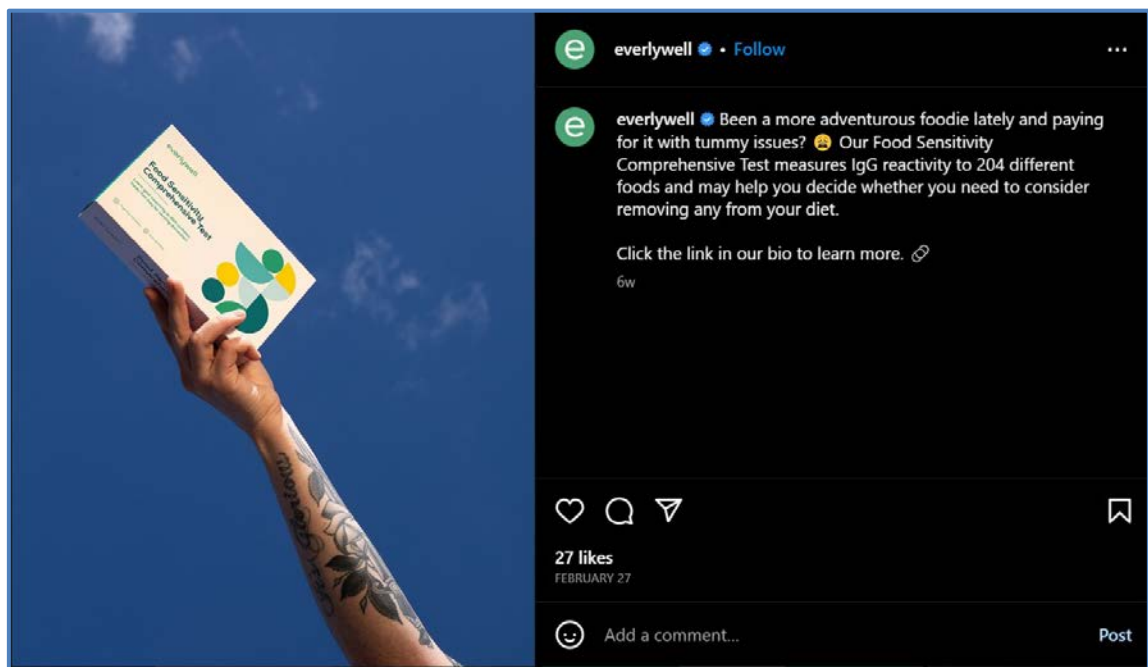 everlywell • Follow
everlywell Been a more adventurous foodie lately and paying
for it with tummy issues? 😩 Our Food Sensitivity
Comprehensive Test measures IgG reactivity to 204 different
foods and may help you decide whether you need to consider
removing any from your diet.
Click the link in our bio to learn more. 🔗
6w
27 likes
FEBRUARY 27
Add a comment...
Post
everlywell
Food Sensitivity
Comprehensive Test